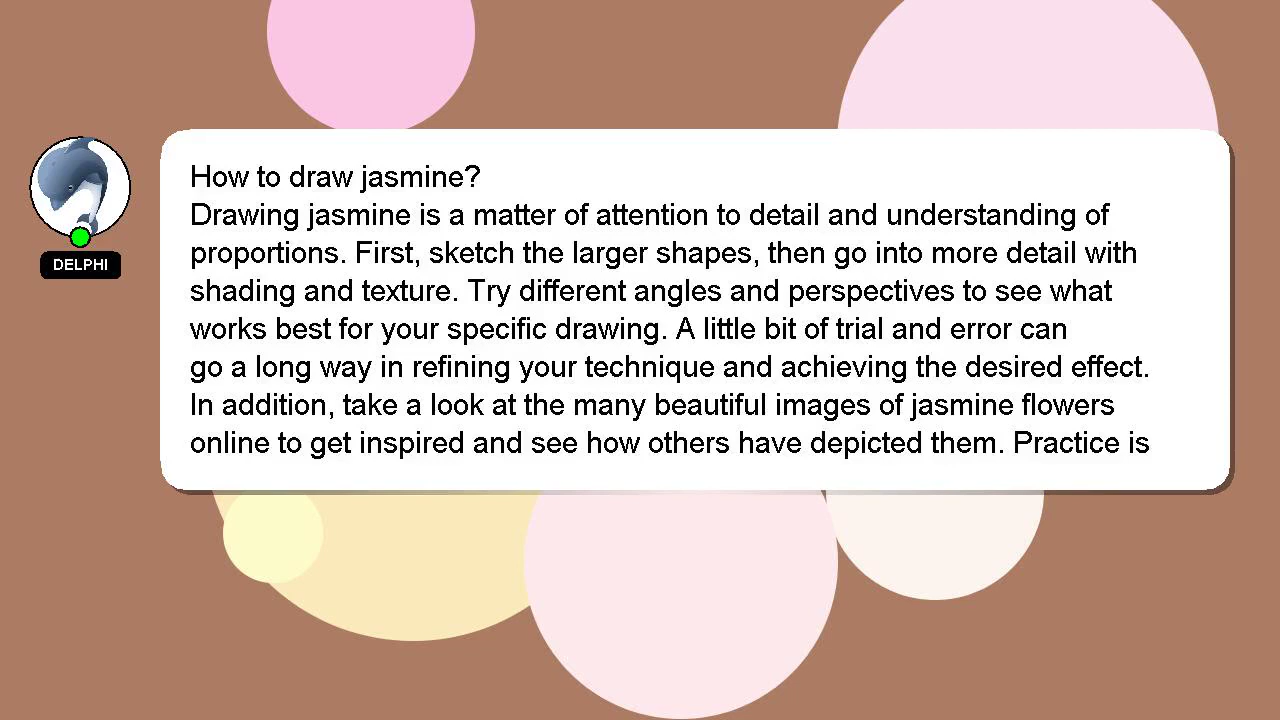 How to draw jasmine?
Drawing jasmine is a matter of attention to detail and understanding of
proportions. First, sketch the larger shapes, then go into more detail with
shading and texture. Try different angles and perspectives to see what
works best for your specific drawing. A little bit of trial and error can
go a long way in refining your technique and achieving the desired effect.
In addition, take a look at the many beautiful images of jasmine flowers
online to get inspired and see how others have depicted them. Practice is
DELPHI